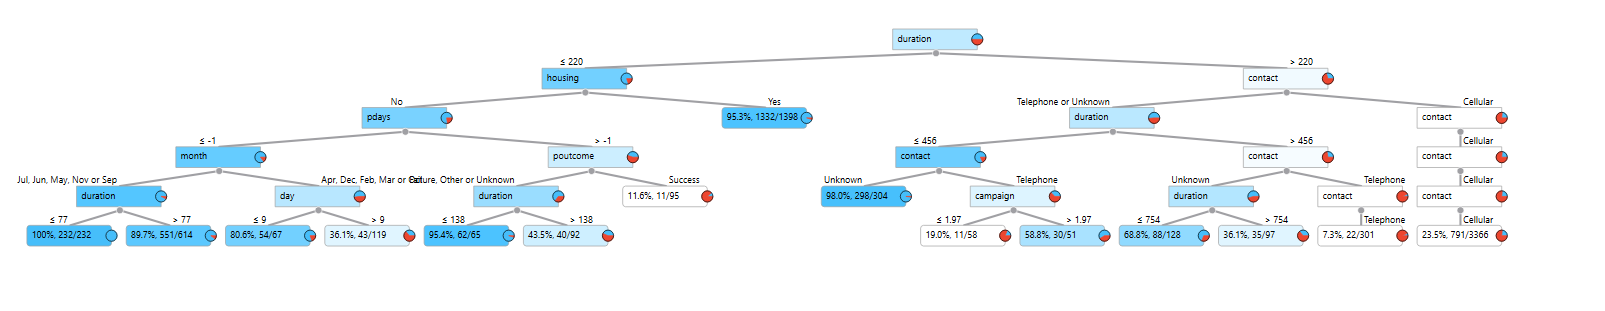 duration
≤ 220
> 220
housing
contact
No
Yes
Telephone or Unknown
Cellular
pdays
95.3%, 1332/1398
duration
contact
≤ -1
> -1
≤ 456
> 456
Cellular
month
poutcome
contact
contact
contact
Jul, Jun, May, Nov or Sep
Apr, Dec, Feb, Mar or
Other or Unknown
Success
Unknown
Telephone
Unknown
Telephone
Cellular
duration
day
duration
11.6%, 11/95
98.0%, 298/304
campaign
duration
contact
contact
≤ 77
> 77
≤ 9
> 9
≤ 138
> 138
≤ 1.97
> 1.97
≤ 754
> 754
Telephone
Cellular
100%, 232/232
89.7%, 551/614
80.6%, 54/67
36.1%, 43/119
95.4%, 62/65
43.5%, 40/92
19.0%, 11/58
58.8%, 30/51
68.8%, 88/128
36.1%, 35/97
7.3%, 22/301
23.5%, 791/3366